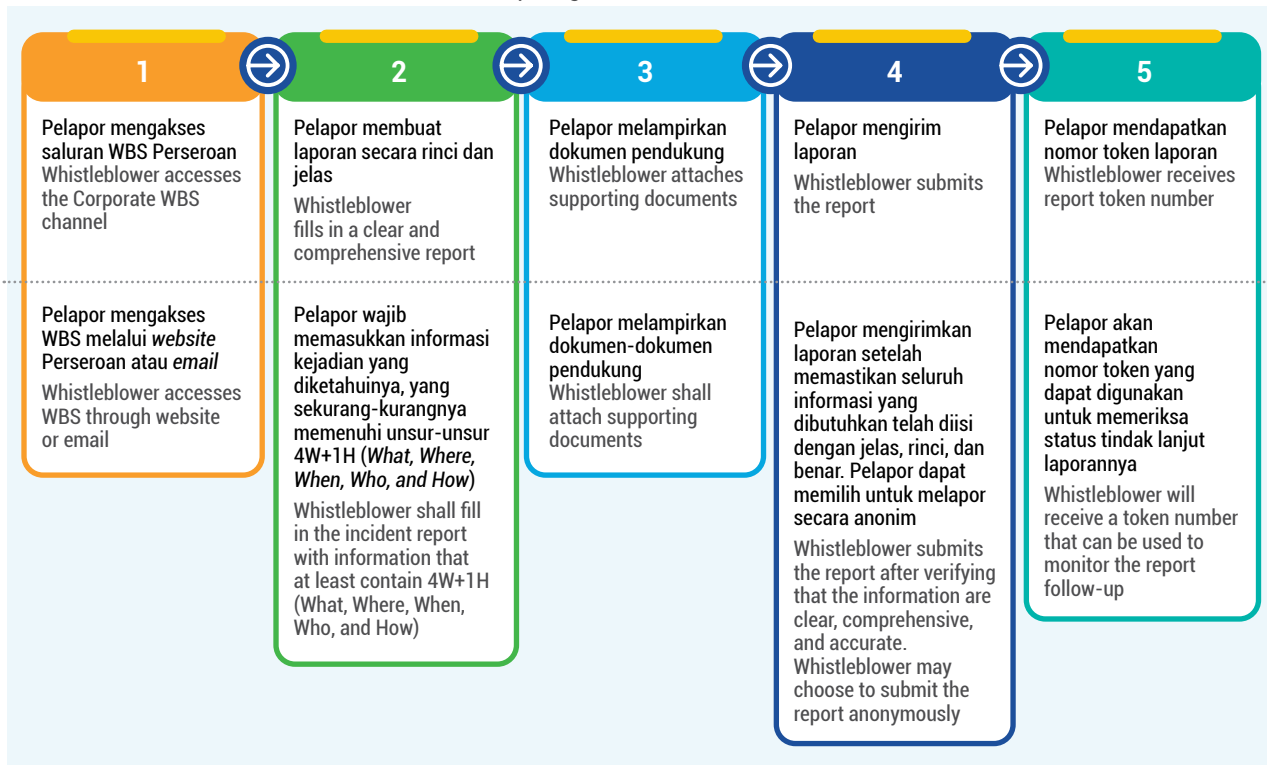 1
Pelapor mengakses
saluran WBS Perseroan
Whistleblower accesses
the Corporate WBS
channel
Pelapor mengakses
WBS melalui website
Perseroan atau email
Whistleblower accesses
WBS through website
or email
2
Pelapor membuat
laporan secara rinci dan
jelas
Whistleblower
fills in a clear and
comprehensive report
Pelapor wajib
memasukkan informasi
kejadian yang
diketahuinya, yang
sekurang-kurangnya
memenuhi unsur-unsur
4W+1H (What, Where,
When, Who, and How)
Whistleblower shall fill
in the incident report
with information that
at least contain 4W+1H
(What, Where, When,
Who, and How)
3
Pelapor melampirkan
dokumen pendukung
Whistleblower attaches
supporting documents
Pelapor melampirkan
dokumen-dokumen
pendukung
Whistleblower shall
attach supporting
documents
4
Pelapor mengirim
laporan
Whistleblower submits
the report
Pelapor mengirimkan
laporan setelah
memastikan seluruh
informasi yang
dibutuhkan telah diisi
dengan jelas, rinci, dan
benar. Pelapor dapat
memilih untuk melapor
secara anonim
Whistleblower submits
the report after verifying
that the information are
clear, comprehensive,
and accurate.
Whistleblower may
choose to submit the
report anonymously
5
Pelapor mendapatkan
nomor token laporan
Whistleblower receives
report token number
Pelapor akan
mendapatkan
nomor token yang
dapat digunakan
untuk memeriksa
status tindak lanjut
laporannya
Whistleblower will
receive a token number
that can be used to
monitor the report
follow-up